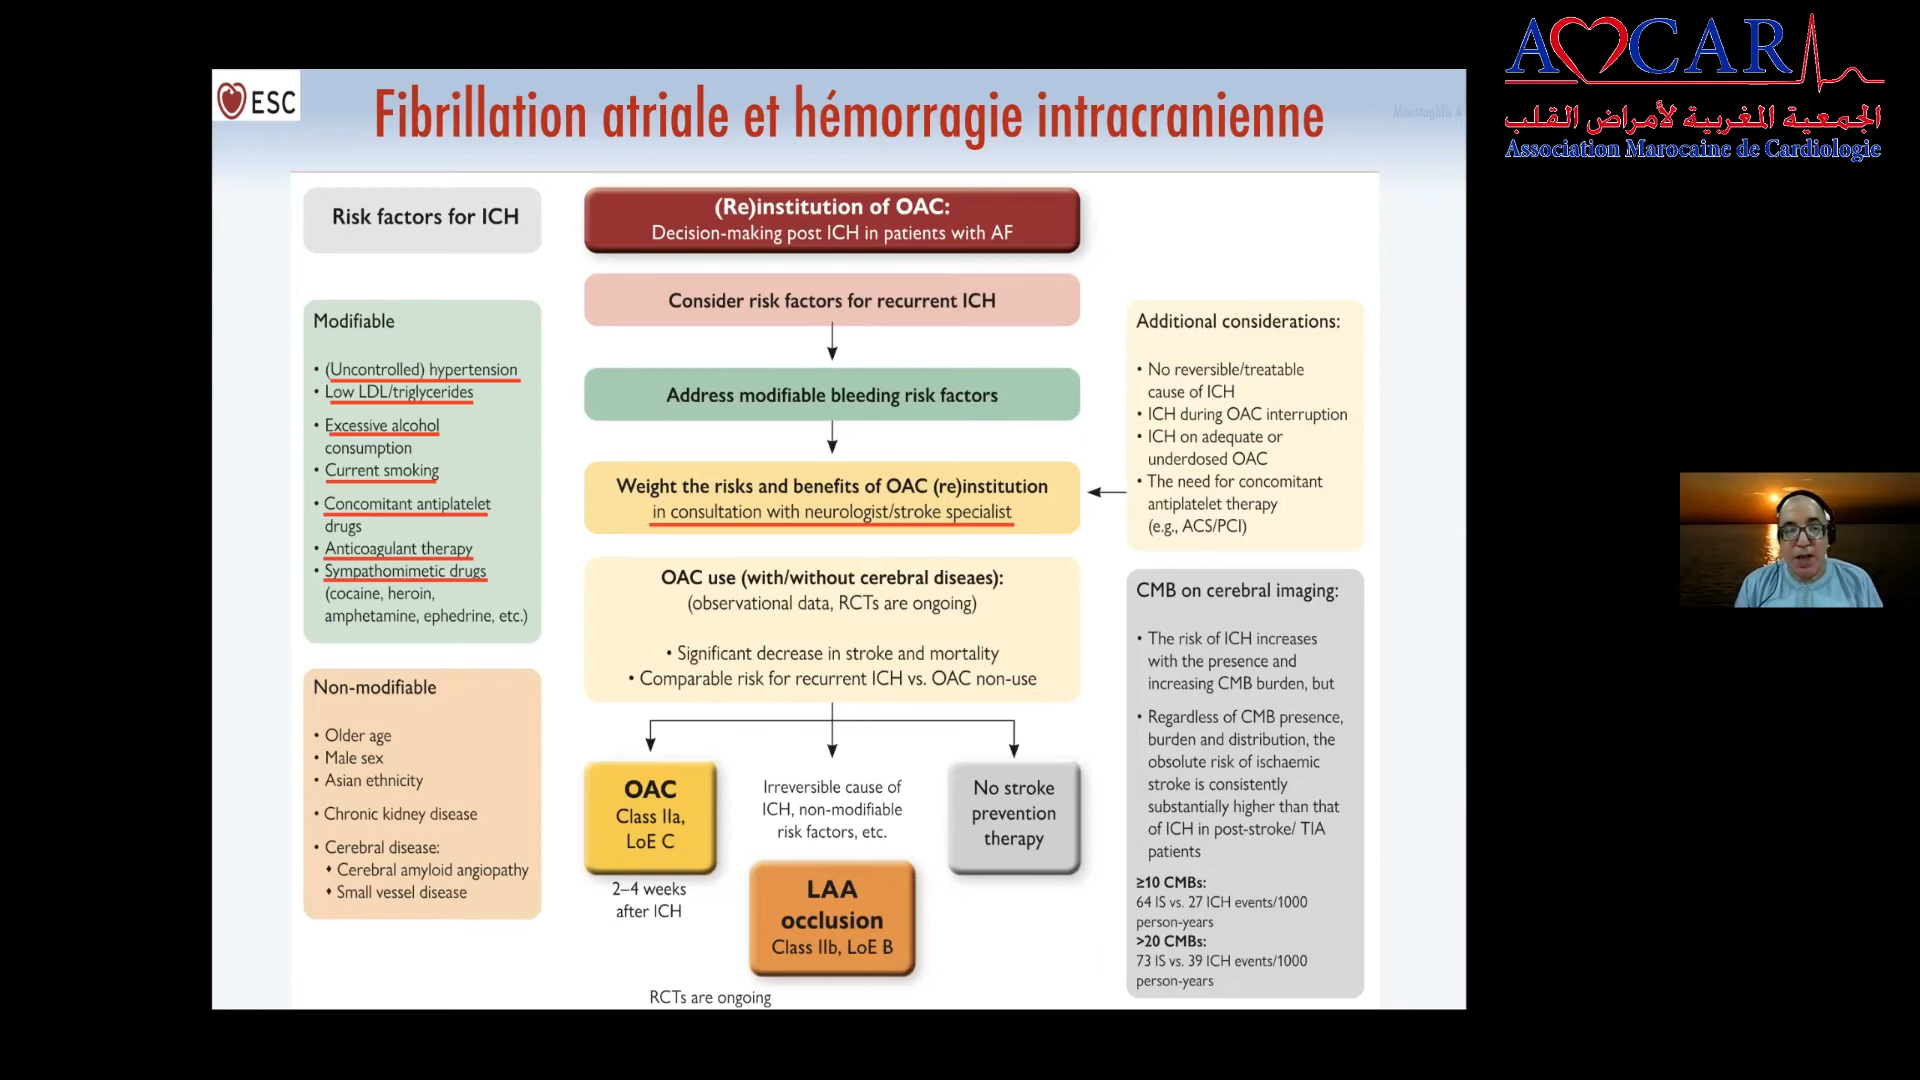 ESC
Fibrillation atriale et hémorragie intracranienne
AMCAR
الجمعية المغربية لأمراض القلب
Association Marocaine de Cardiologie
Risk factors for ICH
Modifiable
• (Uncontrolled) hypertension
• Low LDL/triglycerides
• Excessive alcohol
consumption
• Current smoking
• Concomitant antiplatelet
drugs
• Anticoagulant therapy
• Sympathomimetic drugs
(cocaine, heroin,
amphetamine, ephedrine, etc.)
Non-modifiable
• Older age
• Male sex
• Asian ethnicity
• Chronic kidney disease
• Cerebral disease:
♦ Cerebral amyloid angiopathy
♦ Small vessel disease
(Re)institution of OAC:
Decision-making post ICH in patients with AF
Consider risk factors for recurrent ICH
Address modifiable bleeding risk factors
Weight the risks and benefits of OAC (re)institution
in consultation with neurologist/stroke specialist
OAC use (with/without cerebral diseaes):
(observational data, RCTs are ongoing)
• Significant decrease in stroke and mortality
• Comparable risk for recurrent ICH vs. OAC non-use
OAC
Class IIa,
LoE C
2–4 weeks
after ICH
Irreversible cause of
ICH, non-modifiable
risk factors, etc.
LAA
occlusion
Class IIb, LoE B
No stroke
prevention
therapy
RCTs are ongoing
Additional considerations:
• No reversible/treatable
cause of ICH
• ICH during OAC interruption
• ICH on adequate or
underdosed OAC
• The need for concomitant
antiplatelet therapy
(e.g., ACS/PCI)
CMB on cerebral imaging:
• The risk of ICH increases
with the presence and
increasing CMB burden, but
• Regardless of CMB presence,
burden and distribution, the
absolute risk of ischaemic
stroke is consistently
substantially higher than that
of ICH in post-stroke/ TIA
patients
≥10 CMBs:
64 IS vs. 27 ICH events/1000
person-years
>20 CMBs:
73 IS vs. 39 ICH events/1000
person-years